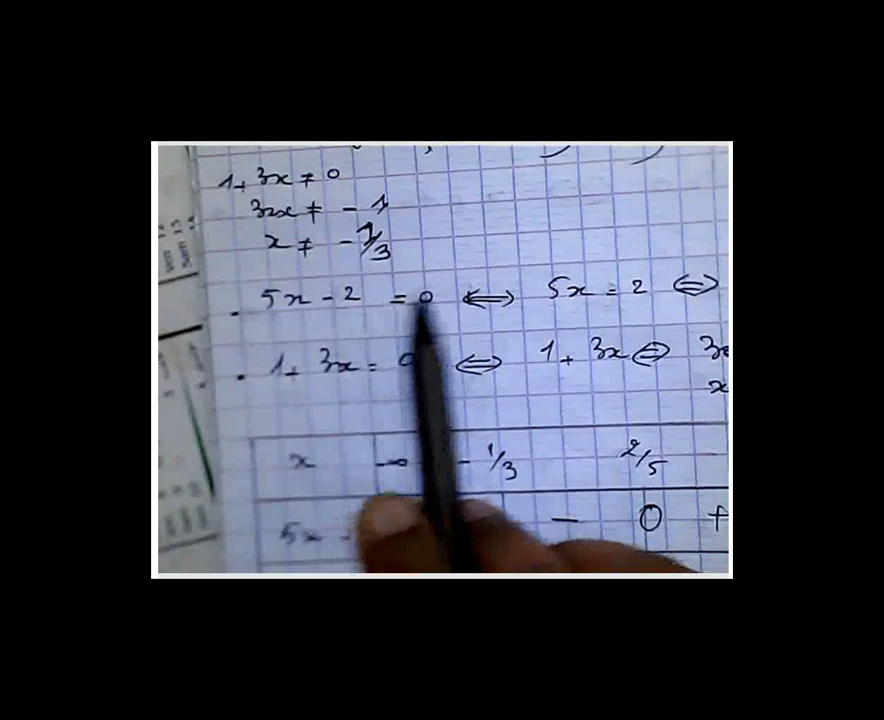 1 + 3x ≠ 0
3x ≠ - 1
x ≠ - 1/3
. 5x - 2 = 0 ⟺ 5x = 2 ⟺
. 1 + 3x = 0 ⟺ 1 + 3x ⟺ 3x
x
x -∞ - 1/3 2/5
5x - - 0 +